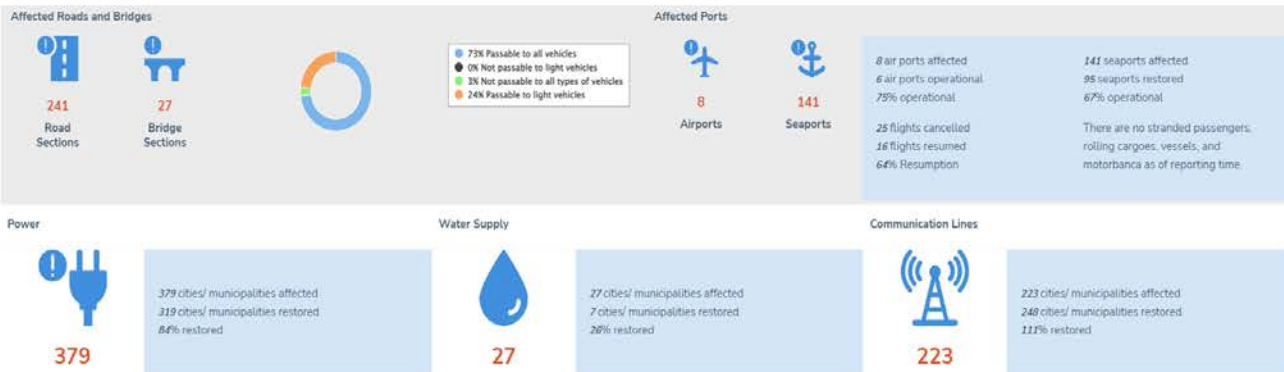 Affected Roads and Bridges
241
Road
Sections
27
Bridge
Sections
73% Passable to all vehicles
0% Not passable to light vehicles
3% Not passable to all types of vehicles
24% Passable to light vehicles
Affected Ports
8
Airports
141
Seaports
8 air ports affected
6 air ports operational
75% operational
25 flights cancelled
16 flights resumed
64% Resumption
141 seaports affected
95 seaports restored
67% operational
There are no stranded passengers,
rolling cargoes, vessels, and
motorbanca as of reporting time.
Power
379
379 cities/ municipalities affected
319 cities/ municipalities restored
84% restored
Water Supply
27
27 cities/ municipalities affected
7 cities/ municipalities restored
26% restored
Communication Lines
223
223 cities/ municipalities affected
248 cities/ municipalities restored
111% restored